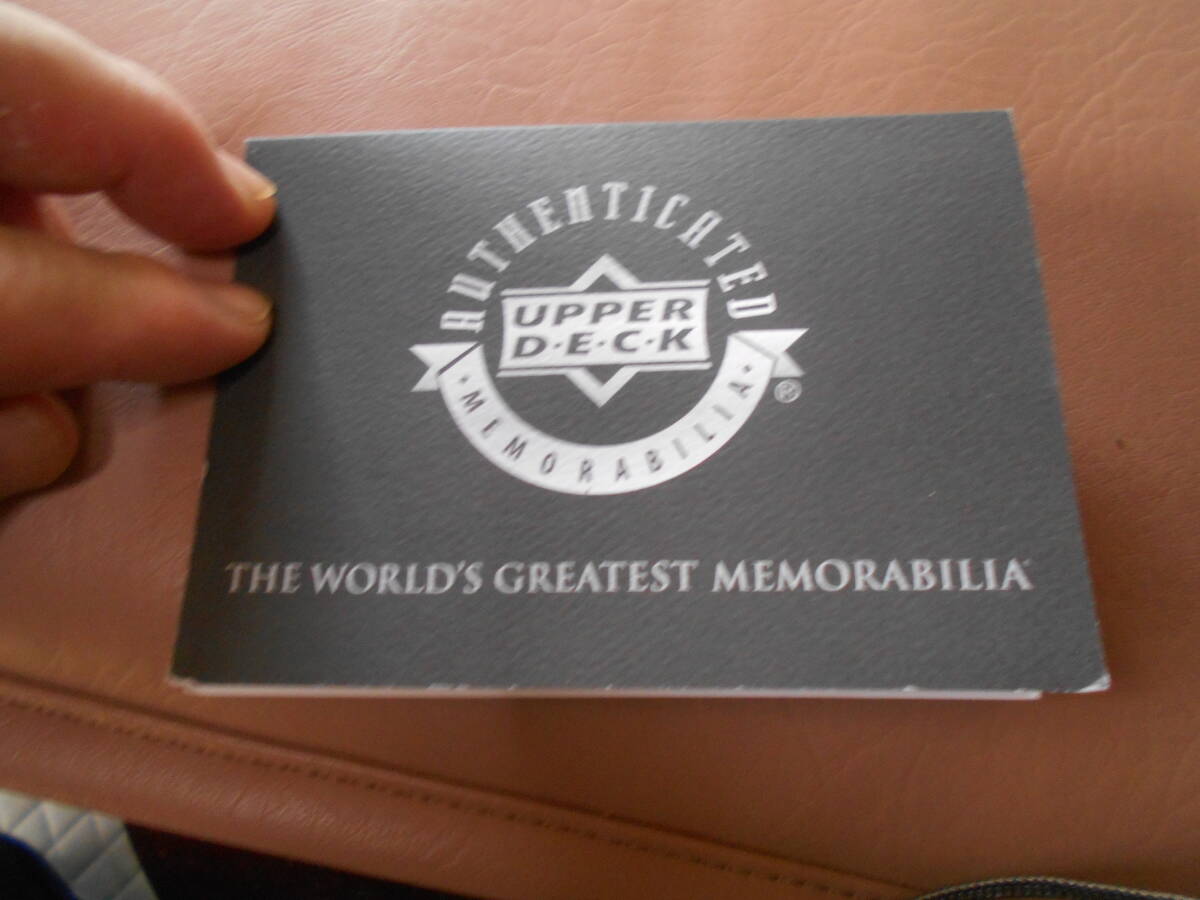 AUTHENTICATED
UPPER
D·E·C·K
·MEMORABILIA·
®
THE WORLD'S GREATEST MEMORABILIA